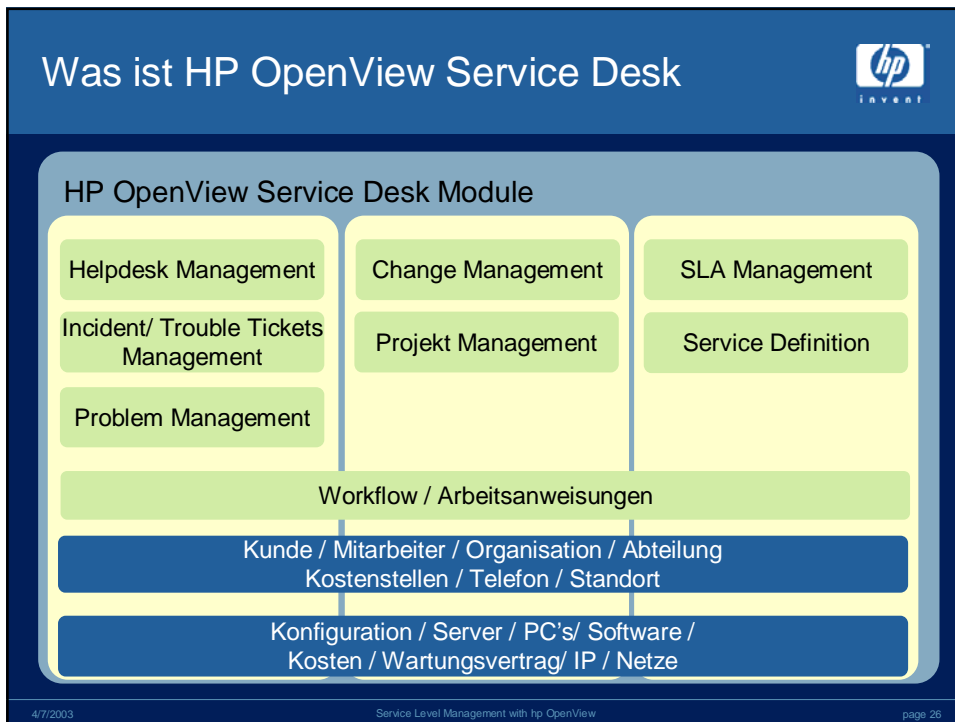 Was ist HP OpenView Service Desk
hp
invent
HP OpenView Service Desk Module
Helpdesk Management
Change Management
SLA Management
Incident/ Trouble Tickets
Management
Projekt Management
Service Definition
Problem Management
Workflow / Arbeitsanweisungen
Kunde / Mitarbeiter / Organisation / Abteilung
Kostenstellen / Telefon / Standort
Konfiguration / Server / PC's/ Software /
Kosten / Wartungsvertrag/ IP / Netze
4/7/2003
Service Level Management with hp OpenView
page 26